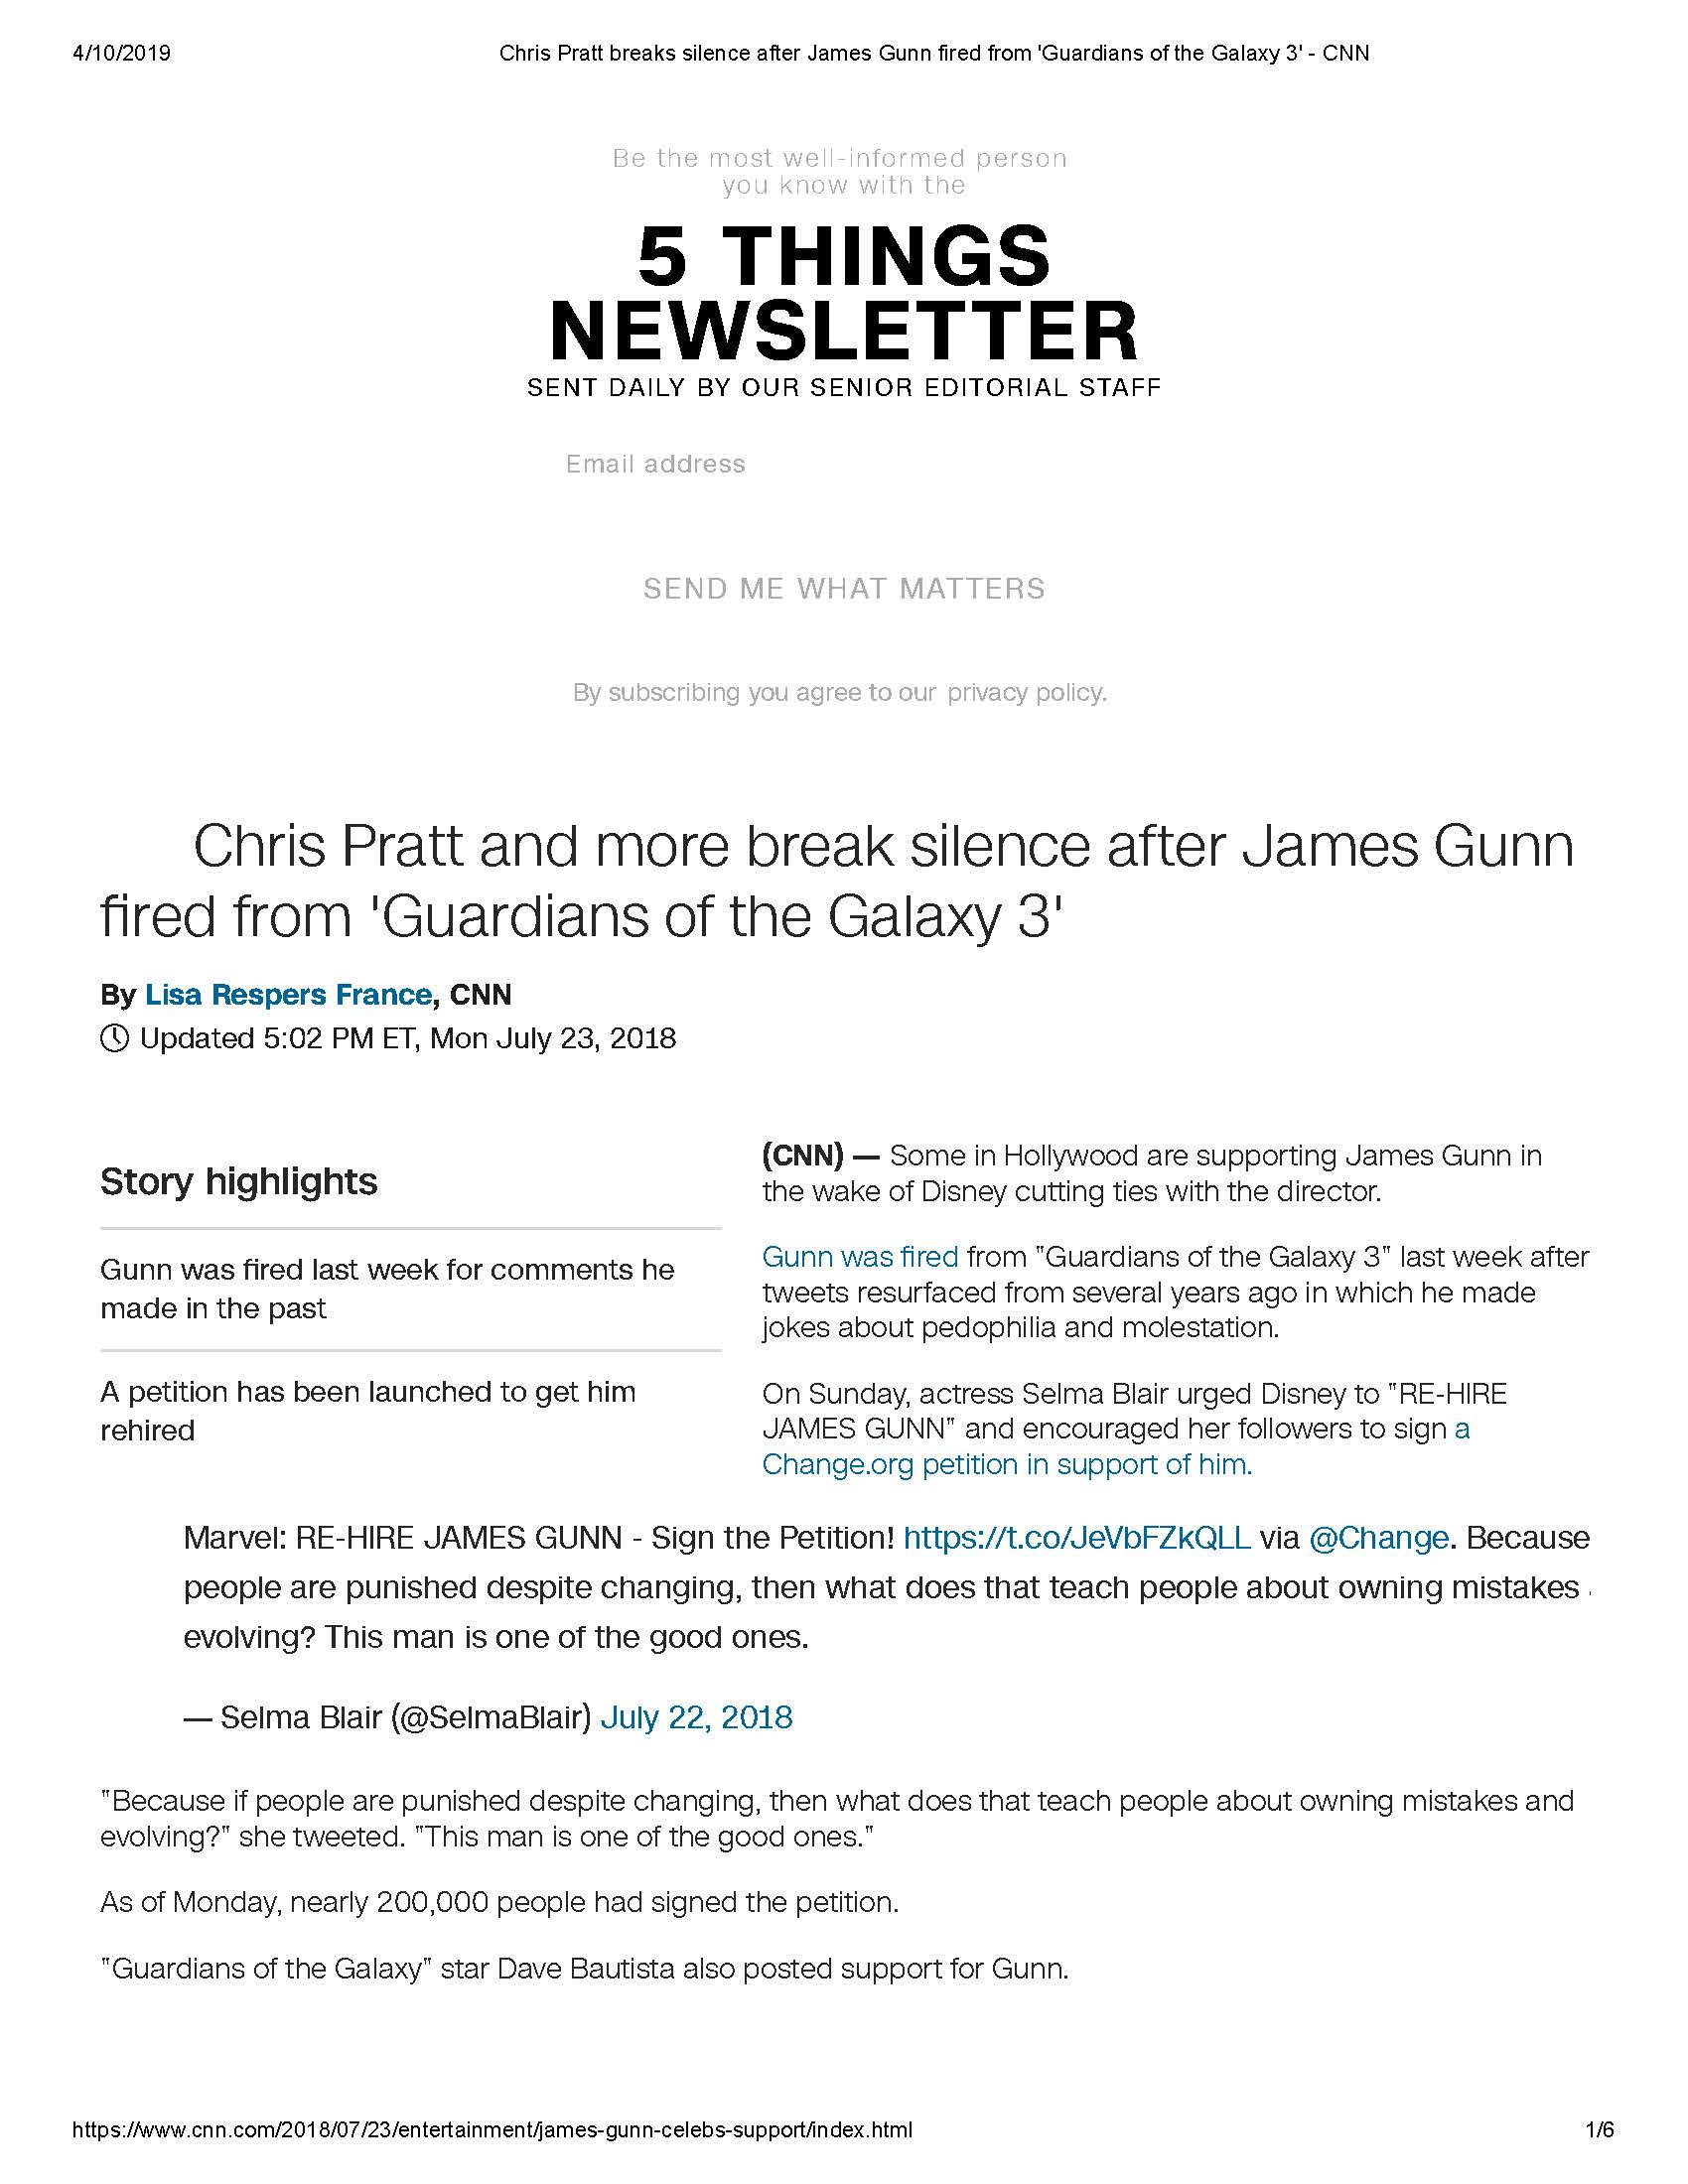 4/10/2019
Chris Pratt breaks silence after James Gunn fired from 'Guardians of the Galaxy 3' - CNN
Be the most well-informed person
you know with the
5 THINGS
NEWSLETTER
SENT DAILY BY OUR SENIOR EDITORIAL STAFF
Email address
SEND ME WHAT MATTERS
By subscribing you agree to our privacy policy.
Chris Pratt and more break silence after James Gunn
fired from 'Guardians of the Galaxy 3'
By Lisa Respers France, CNN
Updated 5:02 PM ET, Mon July 23, 2018
Story highlights
Gunn was fired last week for comments he
made in the past
A petition has been launched to get him
rehired
(CNN) — Some in Hollywood are supporting James Gunn in
the wake of Disney cutting ties with the director.
Gunn was fired from "Guardians of the Galaxy 3" last week after
tweets resurfaced from several years ago in which he made
jokes about pedophilia and molestation.
On Sunday, actress Selma Blair urged Disney to "RE-HIRE
JAMES GUNN" and encouraged her followers to sign a
Change.org petition in support of him.
Marvel: RE-HIRE JAMES GUNN - Sign the Petition! https://t.co/JeVbFZkQLL via @Change. Because
people are punished despite changing, then what does that teach people about owning mistakes
evolving? This man is one of the good ones.
— Selma Blair (@SelmaBlair) July 22, 2018
"Because if people are punished despite changing, then what does that teach people about owning mistakes and
evolving?" she tweeted. "This man is one of the good ones."
As of Monday, nearly 200,000 people had signed the petition.
"Guardians of the Galaxy" star Dave Bautista also posted support for Gunn.
https://www.cnn.com/2018/07/23/entertainment/james-gunn-celebs-support/index.html
1/6